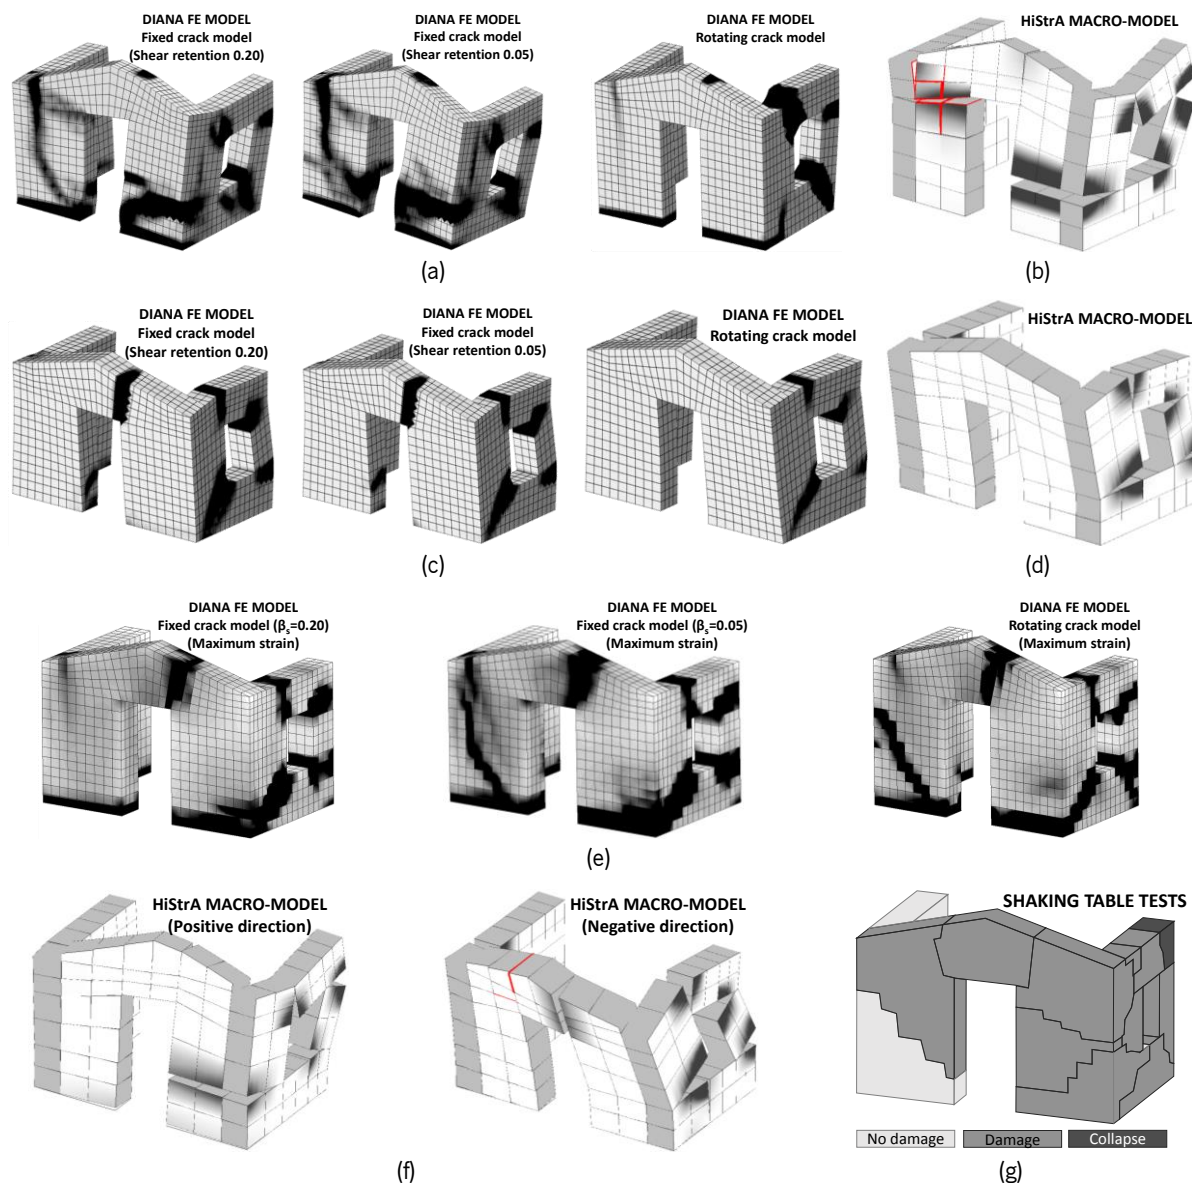 DIANA FE MODEL
Fixed crack model
(Shear retention 0.20)
DIANA FE MODEL
Fixed crack model
(Shear retention 0.05)
DIANA FE MODEL
Rotating crack model
HiStrA MACRO-MODEL
(a)
(b)
DIANA FE MODEL
Fixed crack model
(Shear retention 0.20)
DIANA FE MODEL
Fixed crack model
(Shear retention 0.05)
DIANA FE MODEL
Rotating crack model
HiStrA MACRO-MODEL
(c)
(d)
DIANA FE MODEL
Fixed crack model (βs=0.20)
(Maximum strain)
DIANA FE MODEL
Fixed crack model (βs=0.05)
(Maximum strain)
DIANA FE MODEL
Rotating crack model
(Maximum strain)
(e)
HiStrA MACRO-MODEL
(Positive direction)
HiStrA MACRO-MODEL
(Negative direction)
SHAKING TABLE TESTS
No damage
Damage
Collapse
(f)
(g)